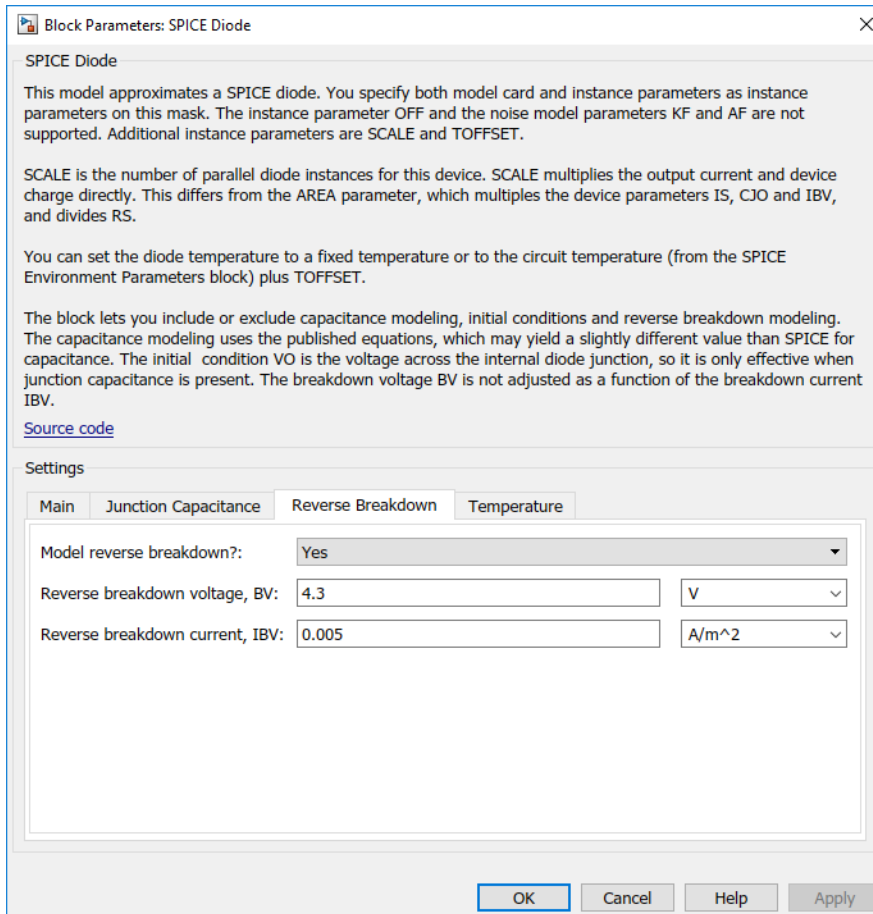 Block Parameters: SPICE Diode
SPICE Diode
This model approximates a SPICE diode. You specify both model card and instance parameters as instance
parameters on this mask. The instance parameter OFF and the noise model parameters KF and AF are not
supported. Additional instance parameters are SCALE and TOFFSET.
SCALE is the number of parallel diode instances for this device. SCALE multiplies the output current and device
charge directly. This differs from the AREA parameter, which multiples the device parameters IS, CJO and IBV,
and divides RS.
You can set the diode temperature to a fixed temperature or to the circuit temperature (from the SPICE
Environment Parameters block) plus TOFFSET.
The block lets you include or exclude capacitance modeling, initial conditions and reverse breakdown modeling.
The capacitance modeling uses the published equations, which may yield a slightly different value than SPICE for
capacitance. The initial  condition VO is the voltage across the internal diode junction, so it is only effective when
junction capacitance is present. The breakdown voltage BV is not adjusted as a function of the breakdown current
IBV.
Source code
Settings
Main Junction Capacitance Reverse Breakdown Temperature
Model reverse breakdown?: Yes
Reverse breakdown voltage, BV: 4.3 V
Reverse breakdown current, IBV: 0.005 A/m^2
OK Cancel Help Apply